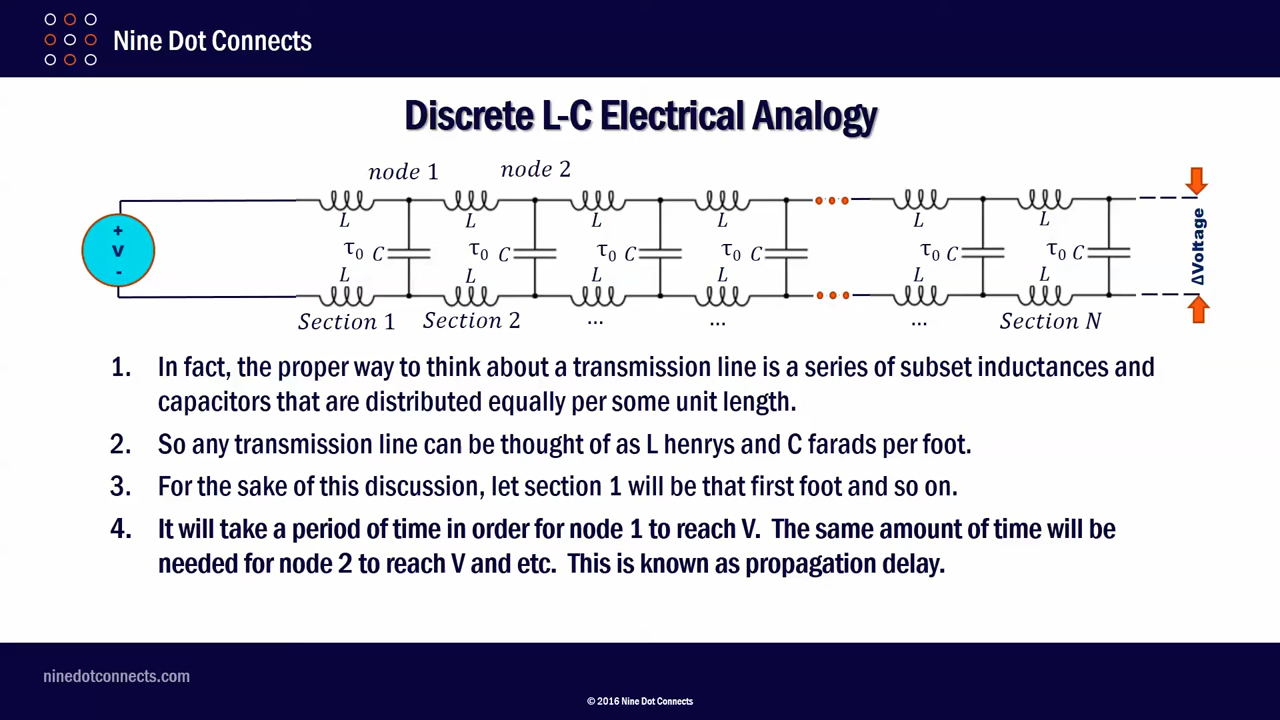 Nine Dot Connects
Discrete L-C Electrical Analogy
node 1 node 2
L L L L L L
+
V
-
τ0 C τ0 C τ0 C τ0 C τ0 C τ0 C
ΔVoltage
L L L L L L
Section 1 Section 2 ... ... ... Section N
1. In fact, the proper way to think about a transmission line is a series of subset inductances and
capacitors that are distributed equally per some unit length.
2. So any transmission line can be thought of as L henrys and C farads per foot.
3. For the sake of this discussion, let section 1 will be that first foot and so on.
4. It will take a period of time in order for node 1 to reach V. The same amount of time will be
needed for node 2 to reach V and etc. This is known as propagation delay.
ninedotconnects.com
© 2016 Nine Dot Connects